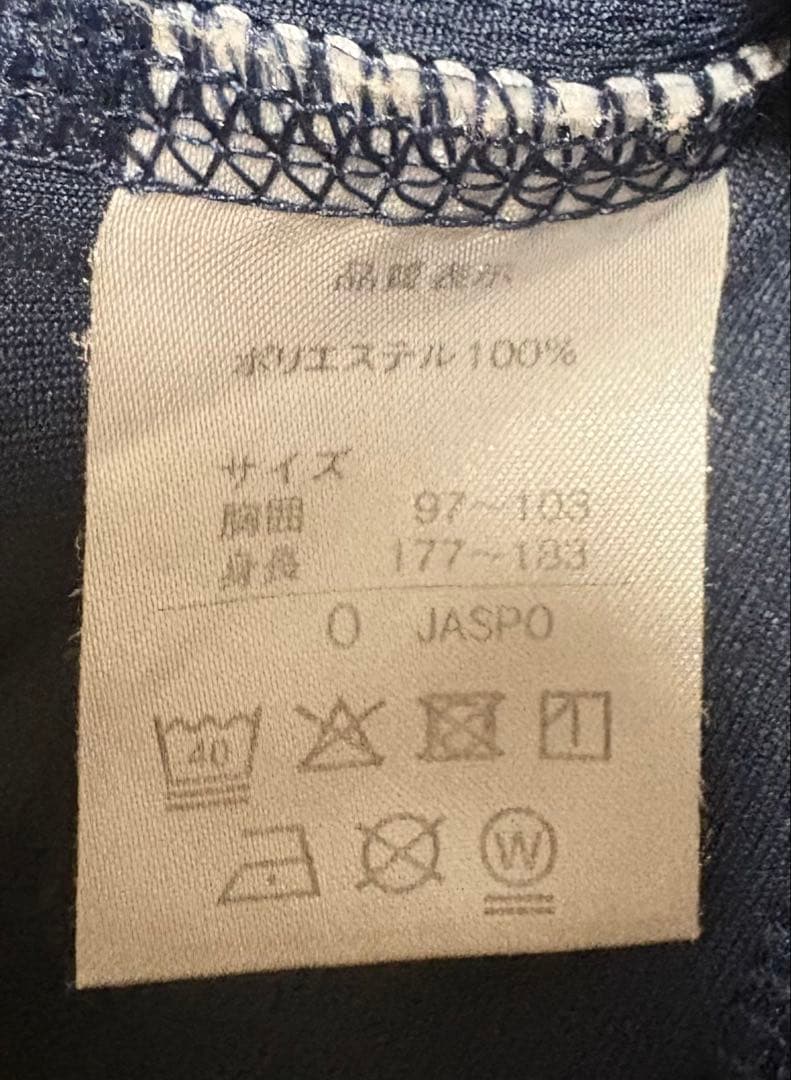 品質表示
ポリエステル100%
サイズ
胸囲 97~103
身長 177~183
O JASPO
40
W